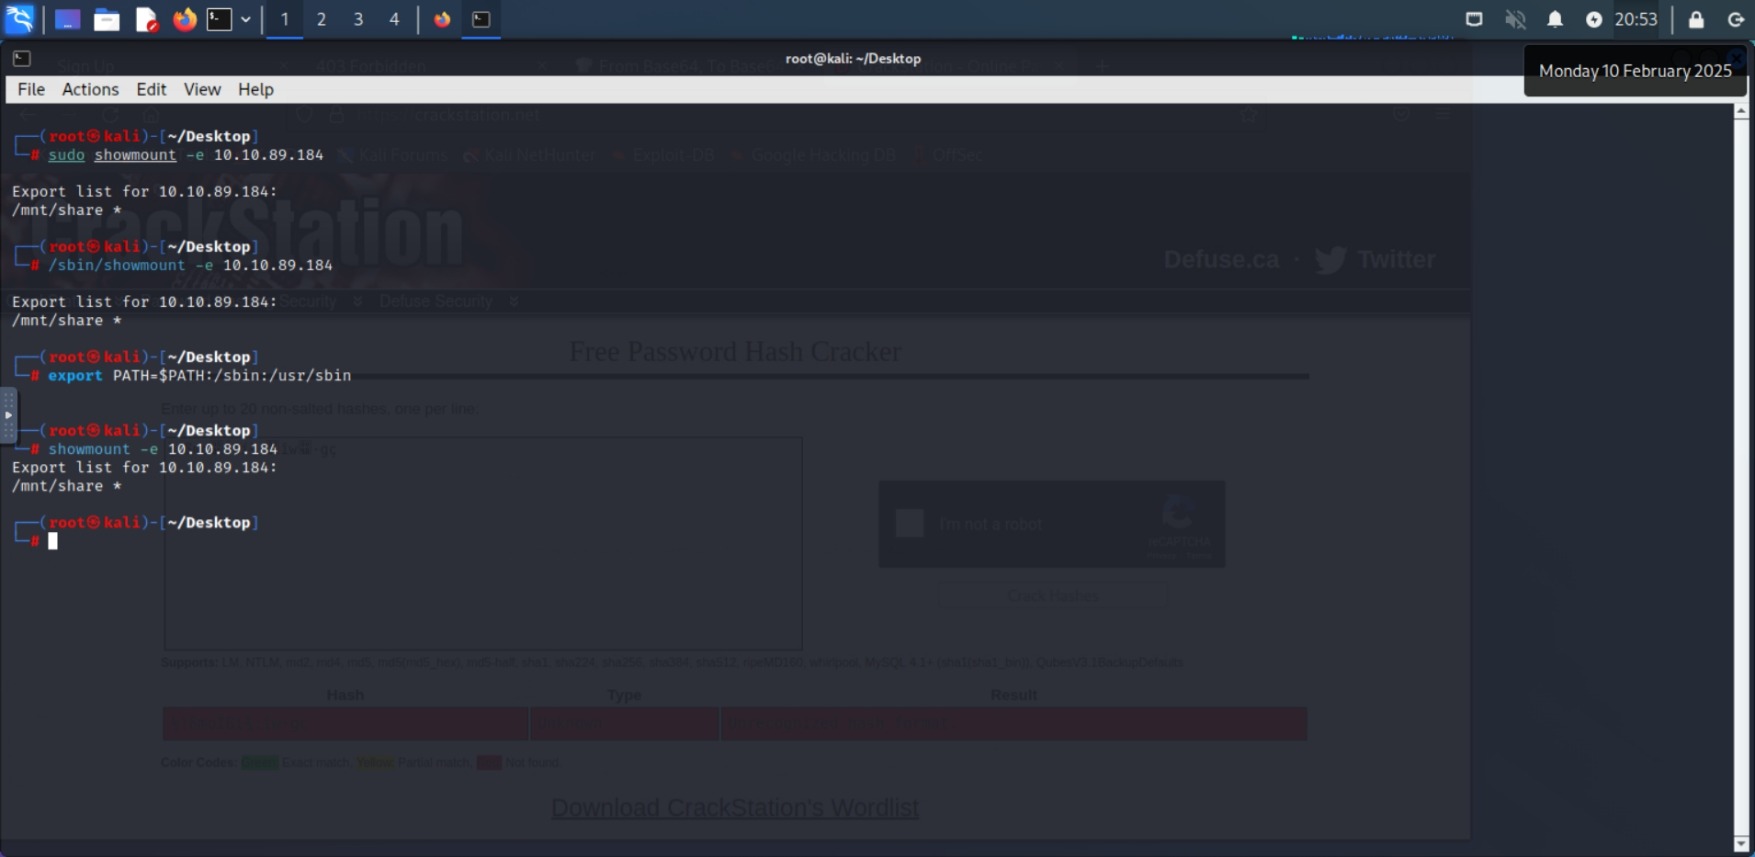 1 2 3 4 20:53
root@kali: ~/Desktop
Monday 10 February 2025
Sign Up 403 Forbidden From Base64, To Base6
File Actions Edit View Help
crackstation.net
┌──(root㉿kali)-[~/Desktop]
└─# sudo showmount -e 10.10.89.184
Kali Forums Kali NetHunter Exploit-DB Google Hacking DB OffSec
Export list for 10.10.89.184:
/mnt/share *
CrackStation
┌──(root㉿kali)-[~/Desktop]
└─# /sbin/showmount -e 10.10.89.184
Defuse.ca · Twitter
Export list for 10.10.89.184:
Security Defuse Security
/mnt/share *
┌──(root㉿kali)-[~/Desktop]
└─# export PATH=$PATH:/sbin:/usr/sbin
Free Password Hash Cracker
Enter up to 20 non-salted hashes, one per line:
┌──(root㉿kali)-[~/Desktop]
└─# showmount -e 10.10.89.184
Export list for 10.10.89.184:
/mnt/share *
┌──(root㉿kali)-[~/Desktop]
└─#
I'm not a robot
reCAPTCHA
Privacy - Terms
Crack Hashes
Supports: LM, NTLM, md2, md4, md5, md5(md5_hex), md5-half, sha1, sha224, sha256, sha384, sha512, ripeMD160, whirlpool, MySQL 4.1+ (sha1(sha1_bin)), QubesV3.1BackupDefaults
Hash Type Result
Color Codes: Green Exact match, Yellow Partial match, Not found.
Download CrackStation's Wordlist